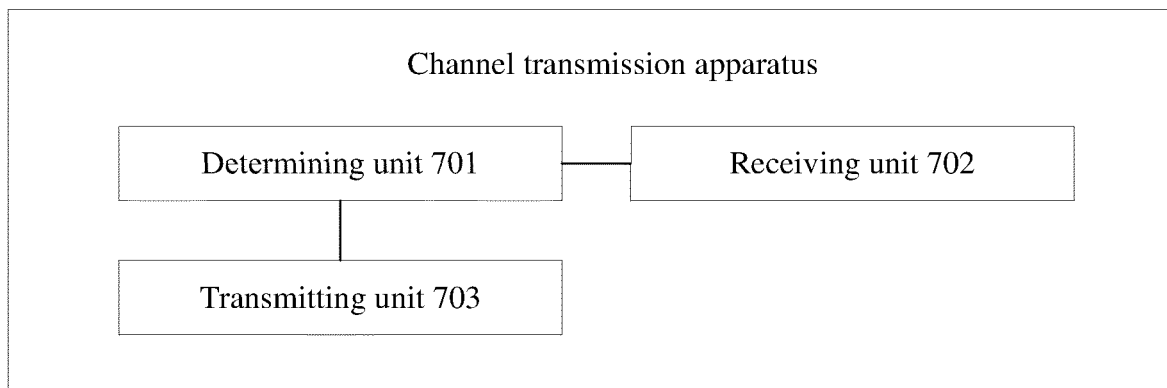 Channel transmission apparatus
Determining unit 701
Receiving unit 702
Transmitting unit 703